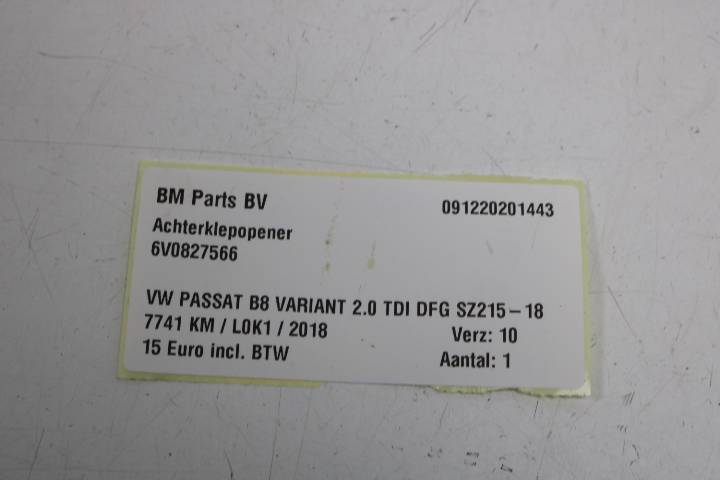 BM Parts BV
091220201443
Achterklepopener
6V0827566
VW PASSAT B8 VARIANT 2.0 TDI DFG SZ215-18
7741 KM / L0K1 / 2018
Verz: 10
15 Euro incl. BTW
Aantal: 1